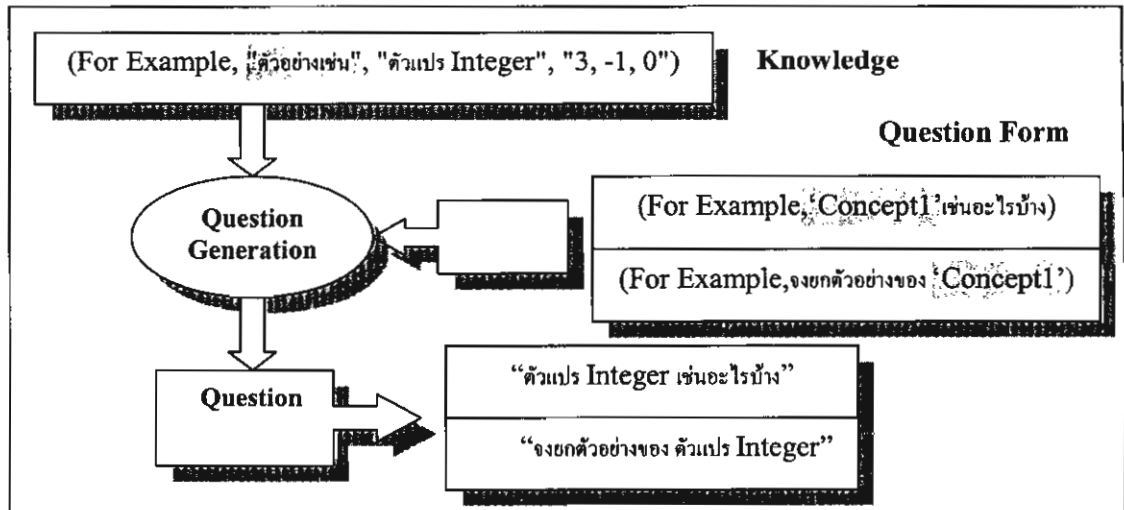 (For Example, "ตัวอย่างเช่น", "ตัวแปร Integer", "3, -1, 0")
Knowledge
Question Form
Question
Generation
(For Example,‘Concept1’เช่นอะไรบ้าง)
(For Example,จงยกตัวอย่างของ ‘Concept1’)
Question
“ตัวแปร Integer เช่นอะไรบ้าง”
“จงยกตัวอย่างของ ตัวแปร Integer”